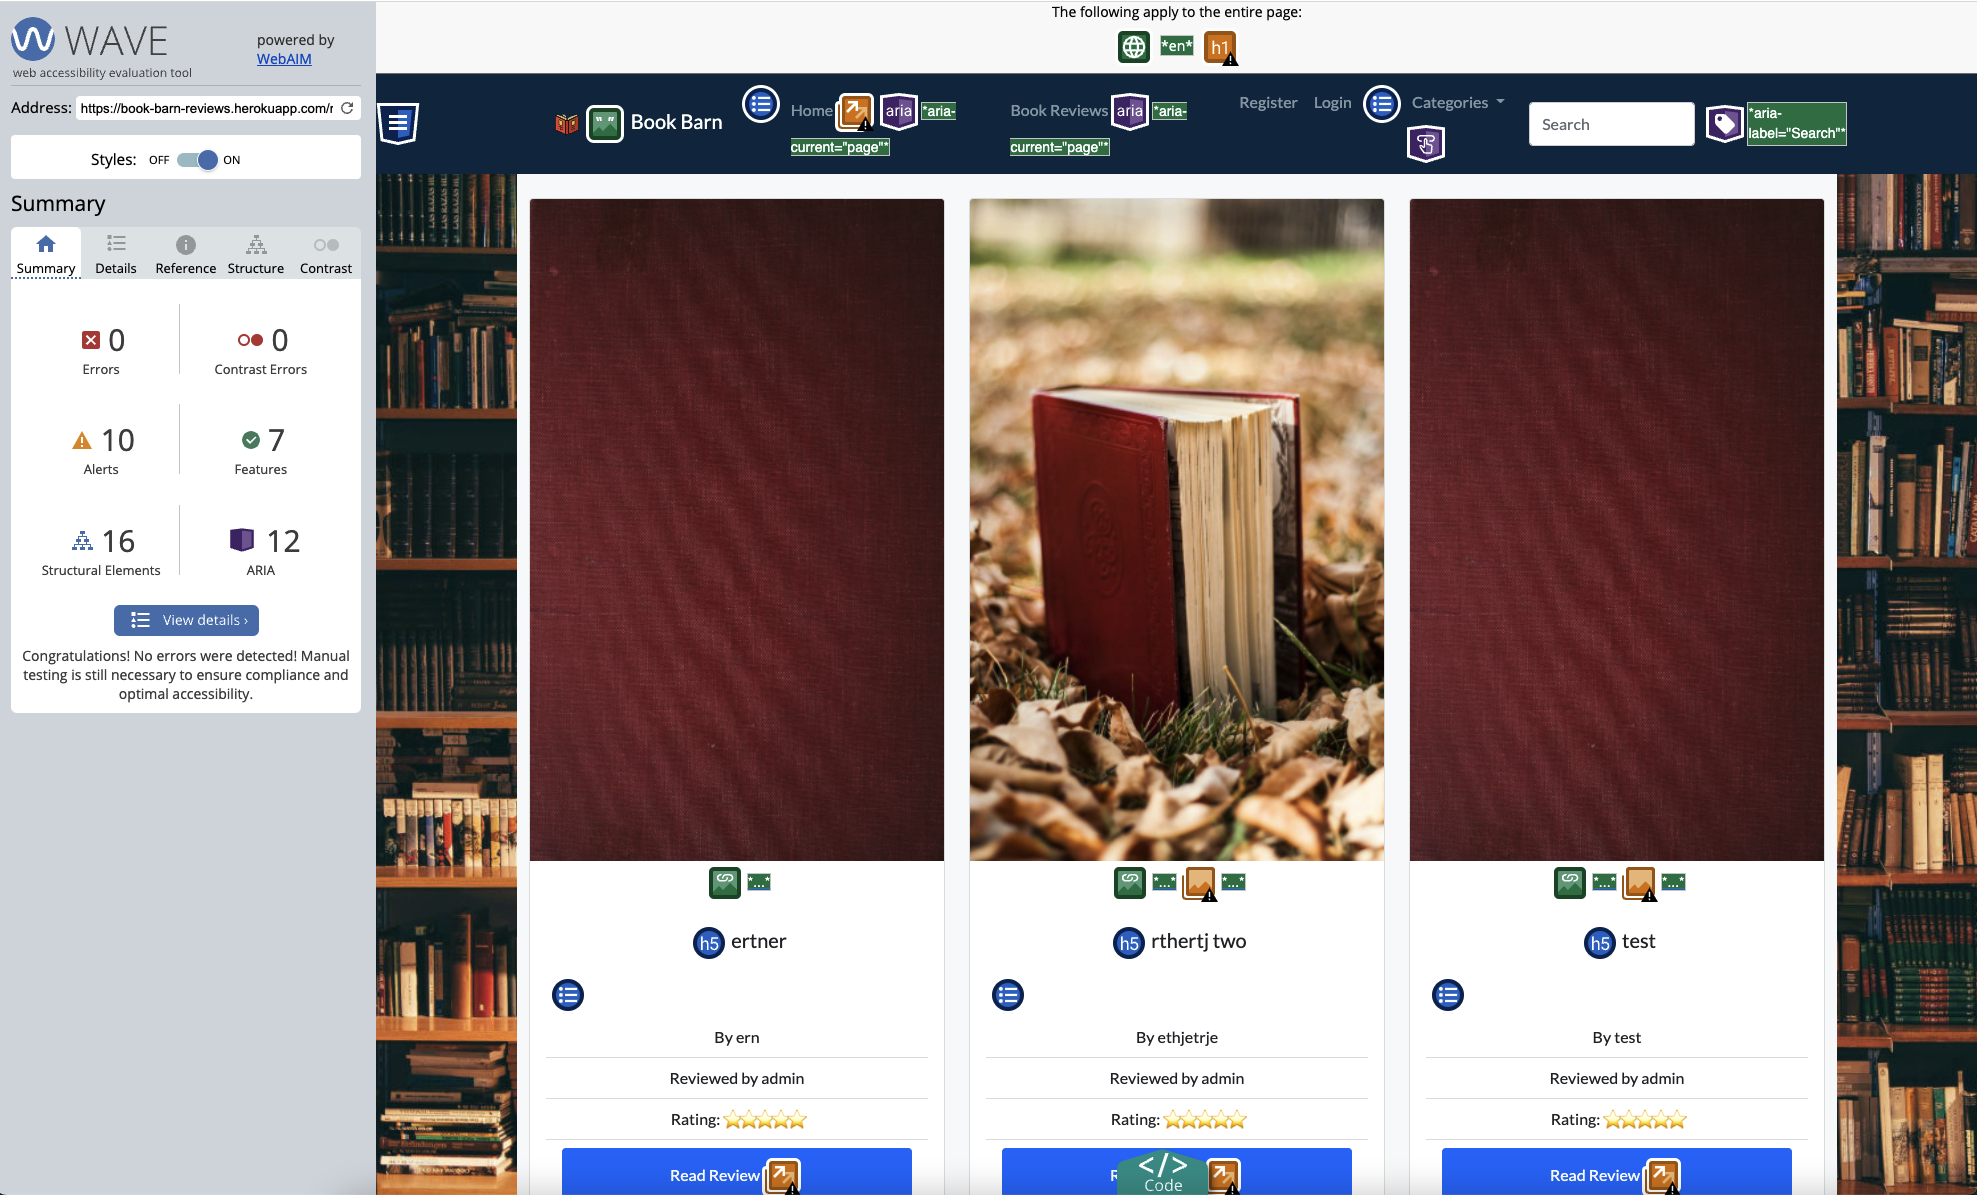 WAVE
powered by
WebAIM
web accessibility evaluation tool
Address: https://book-barn-reviews.herokuapp.com/r
Styles: OFF ON
Summary
Summary Details Reference Structure Contrast
0 Errors
0 Contrast Errors
10 Alerts
7 Features
16 Structural Elements
12 ARIA
View details ›
Congratulations! No errors were detected! Manual
testing is still necessary to ensure compliance and
optimal accessibility.
The following apply to the entire page:
*en* h1
Book Barn
Home aria *aria-
current="page"*
Book Reviews aria *aria-
current="page"*
Register Login Categories
Search
*aria-
label="Search"*
*...*
h5 ertner
By ern
Reviewed by admin
Rating:
Read Review
*...* *...*
h5 rthertj two
By ethjetrje
Reviewed by admin
Rating:
R
</>
Code
*...* *...*
h5 test
By test
Reviewed by admin
Rating:
Read Review